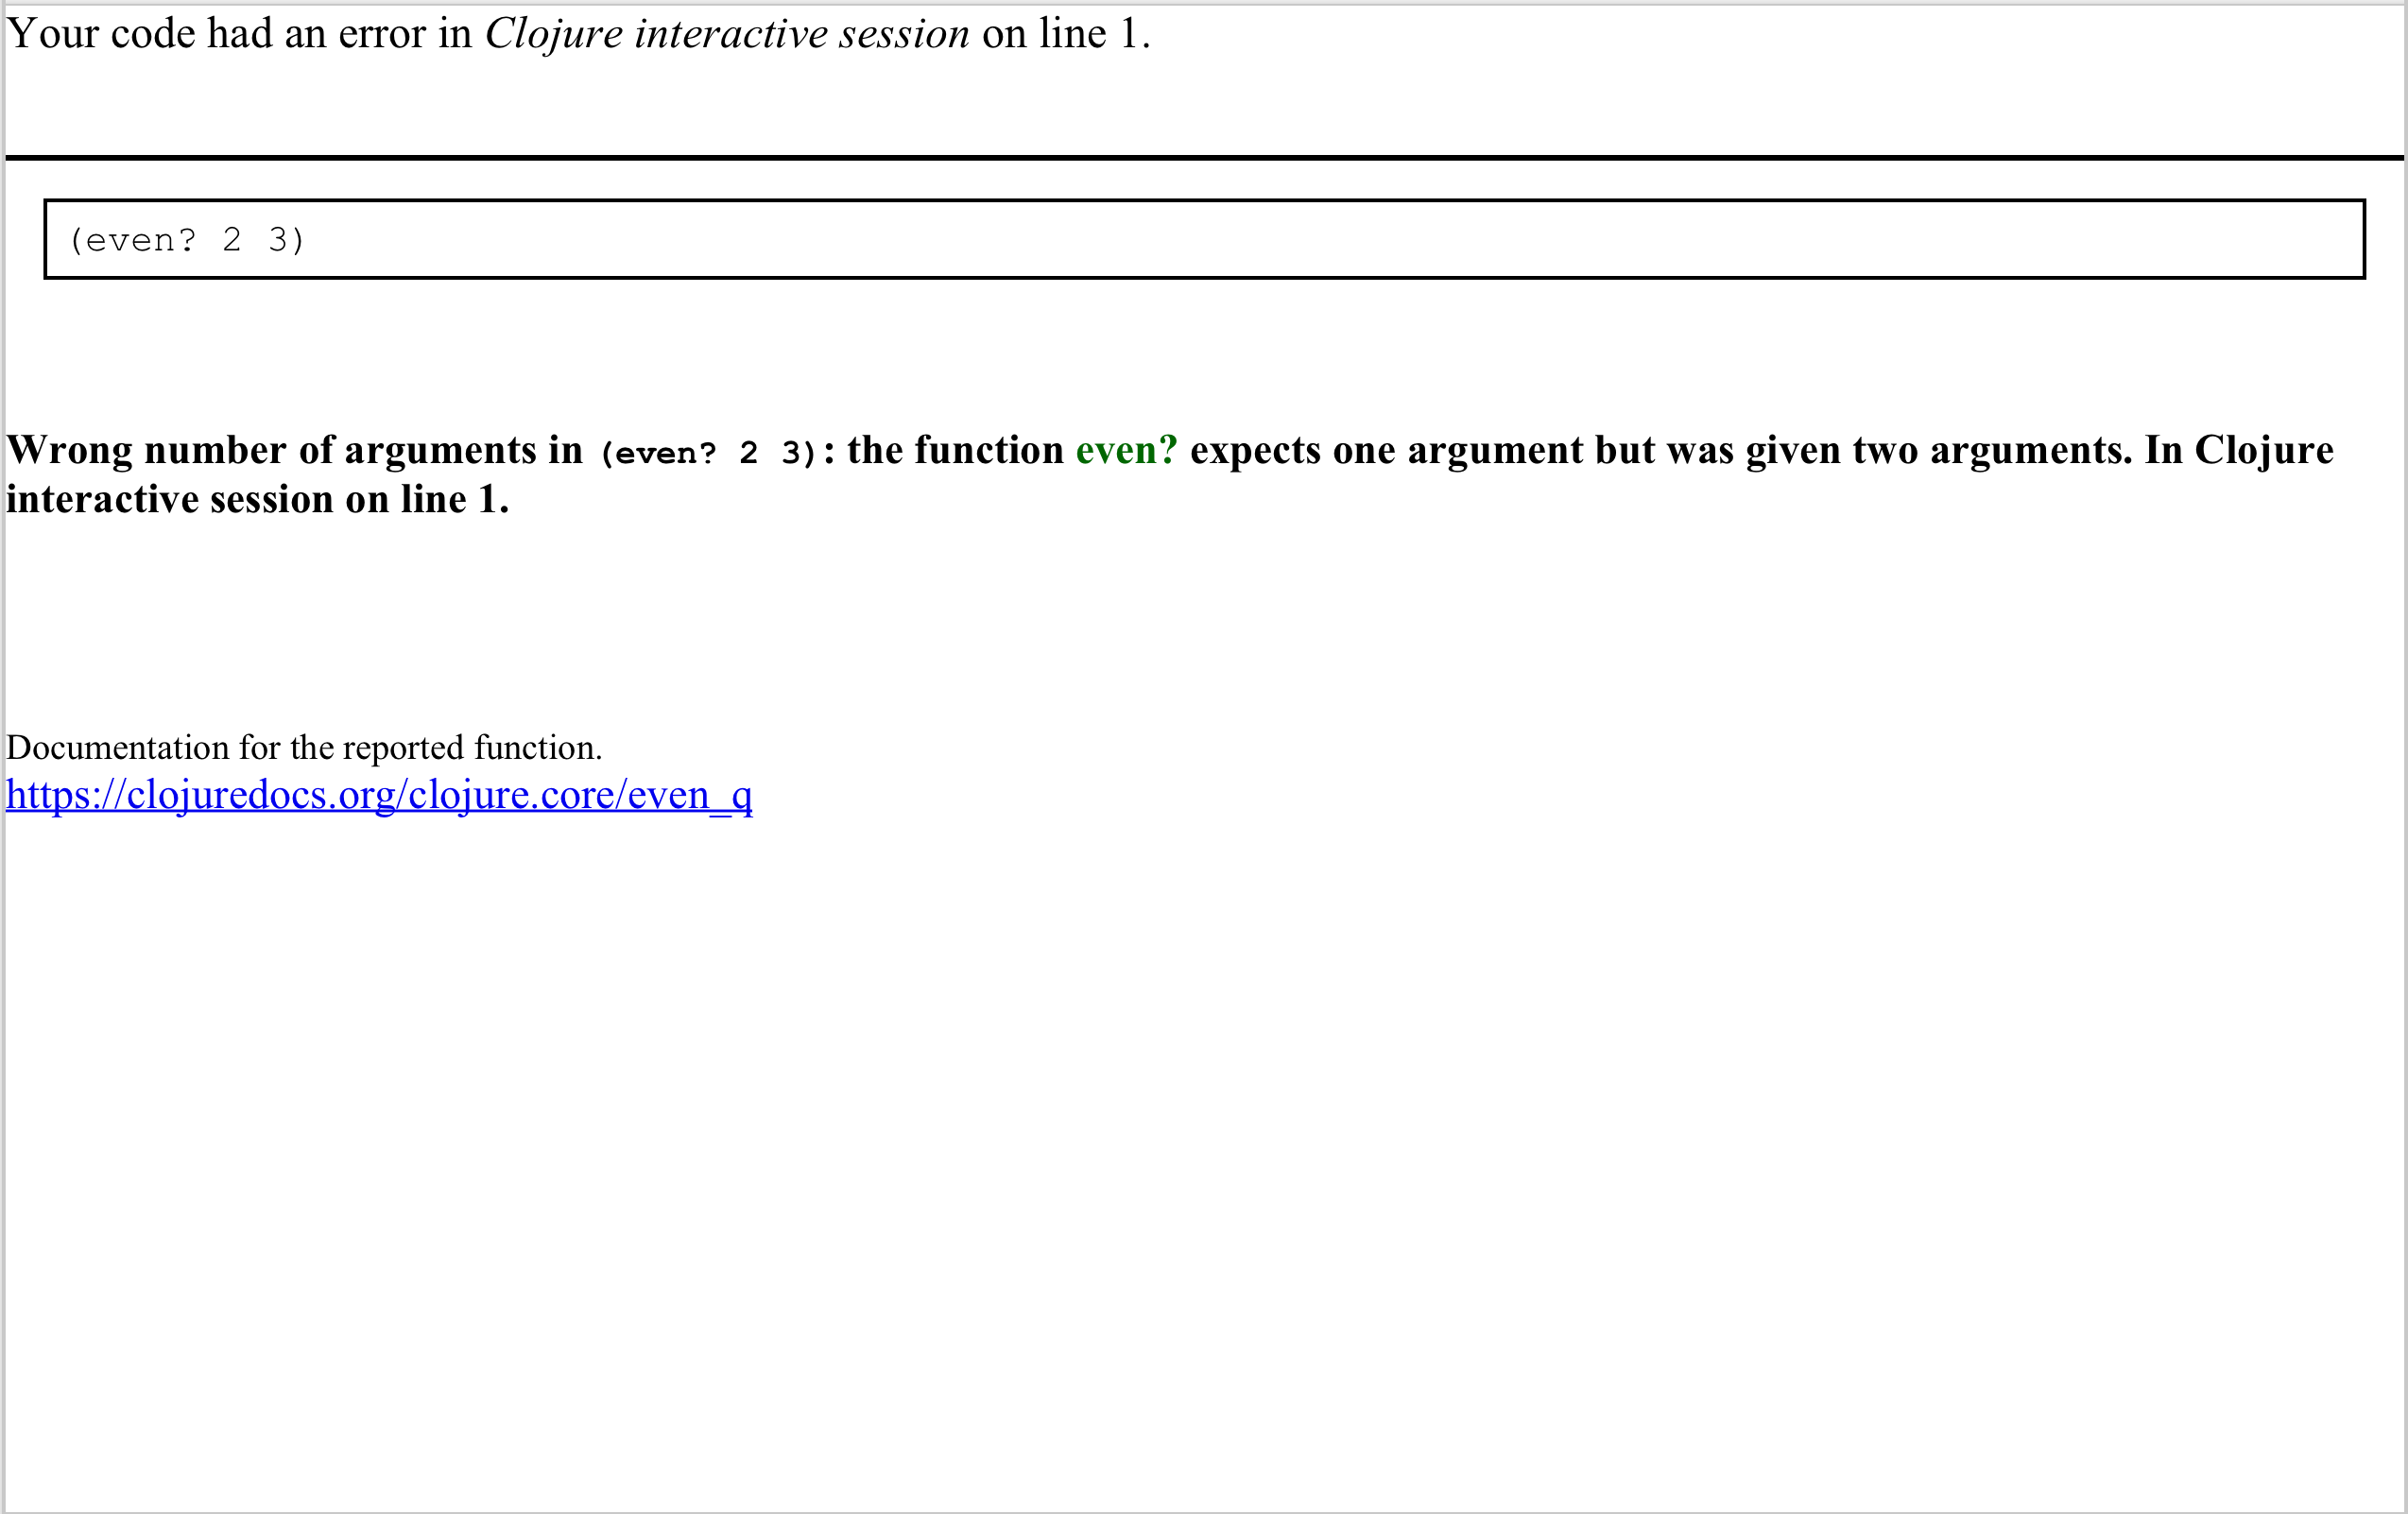 Your code had an error in Clojure interactive session on line 1.
(even? 2 3)
Wrong number of arguments in (even? 2 3): the function even? expects one argument but was given two arguments. In Clojure
interactive session on line 1.
Documentation for the reported function.
https://clojuredocs.org/clojure.core/even_q